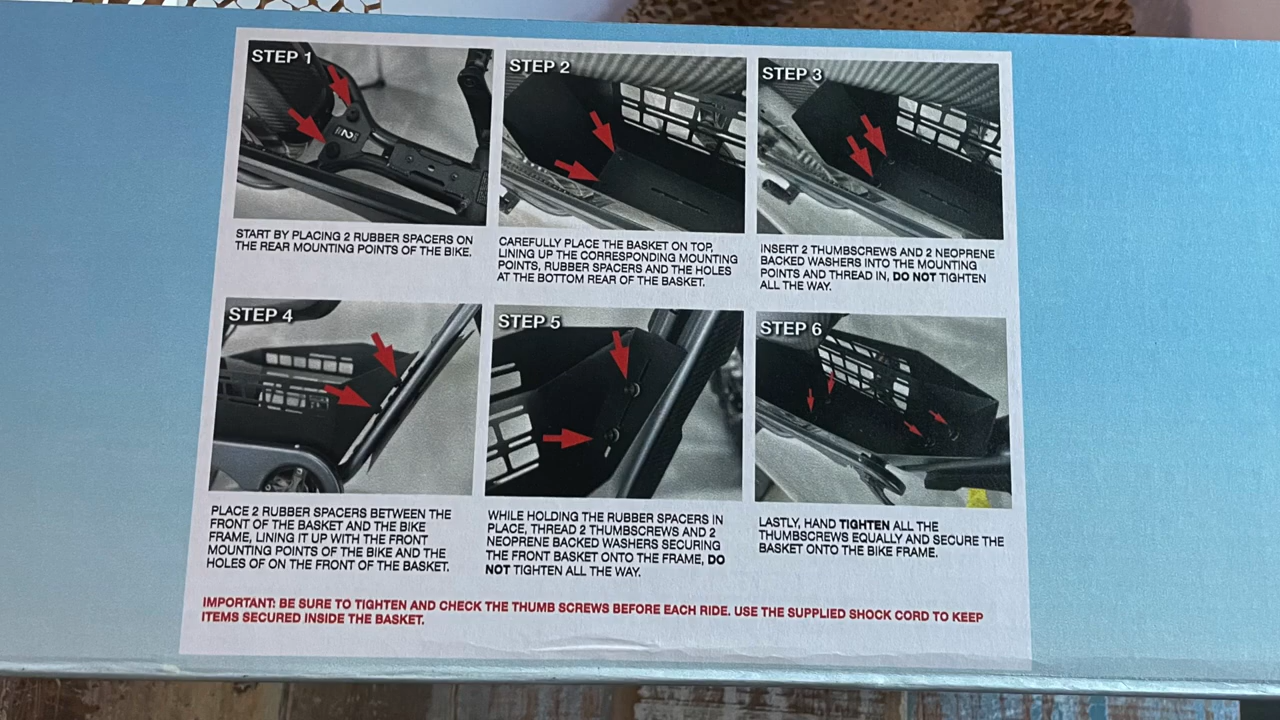 STEP 1
START BY PLACING 2 RUBBER SPACERS ON
THE REAR MOUNTING POINTS OF THE BIKE.
STEP 2
CAREFULLY PLACE THE BASKET ON TOP,
LINING UP THE CORRESPONDING MOUNTING
POINTS, RUBBER SPACERS AND THE HOLES
AT THE BOTTOM REAR OF THE BASKET.
STEP 3
INSERT 2 THUMBSCREWS AND 2 NEOPRENE
BACKED WASHERS INTO THE MOUNTING
POINTS AND THREAD IN, DO NOT TIGHTEN
ALL THE WAY.
STEP 4
PLACE 2 RUBBER SPACERS BETWEEN THE
FRONT OF THE BASKET AND THE BIKE
FRAME, LINING IT UP WITH THE FRONT
MOUNTING POINTS OF THE BIKE AND THE
HOLES OF ON THE FRONT OF THE BASKET.
STEP 5
WHILE HOLDING THE RUBBER SPACERS IN
PLACE, THREAD 2 THUMBSCREWS AND 2
NEOPRENE BACKED WASHERS SECURING
THE FRONT BASKET ONTO THE FRAME, DO
NOT TIGHTEN ALL THE WAY.
STEP 6
LASTLY, HAND TIGHTEN ALL THE
THUMBSCREWS EQUALLY AND SECURE THE
BASKET ONTO THE BIKE FRAME.
IMPORTANT: BE SURE TO TIGHTEN AND CHECK THE THUMB SCREWS BEFORE EACH RIDE. USE THE SUPPLIED SHOCK CORD TO KEEP
ITEMS SECURED INSIDE THE BASKET.